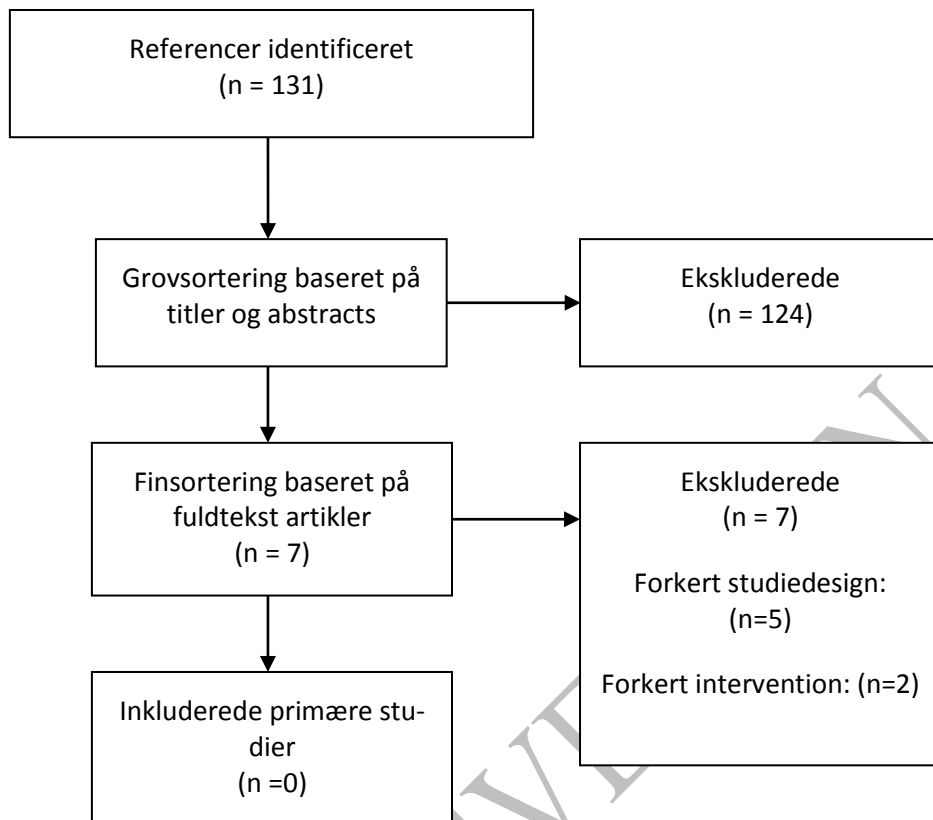 Referencer identificeret
(n = 131)
Grovsortering baseret på
titler og abstracts
Ekskluderede
(n = 124)
Finsortering baseret på
fuldtekst artikler
(n = 7)
Ekskluderede
(n = 7)
Forkert studiedesign:
(n=5)
Forkert intervention: (n=2)
Inkluderede primære stu-
dier
(n =0)